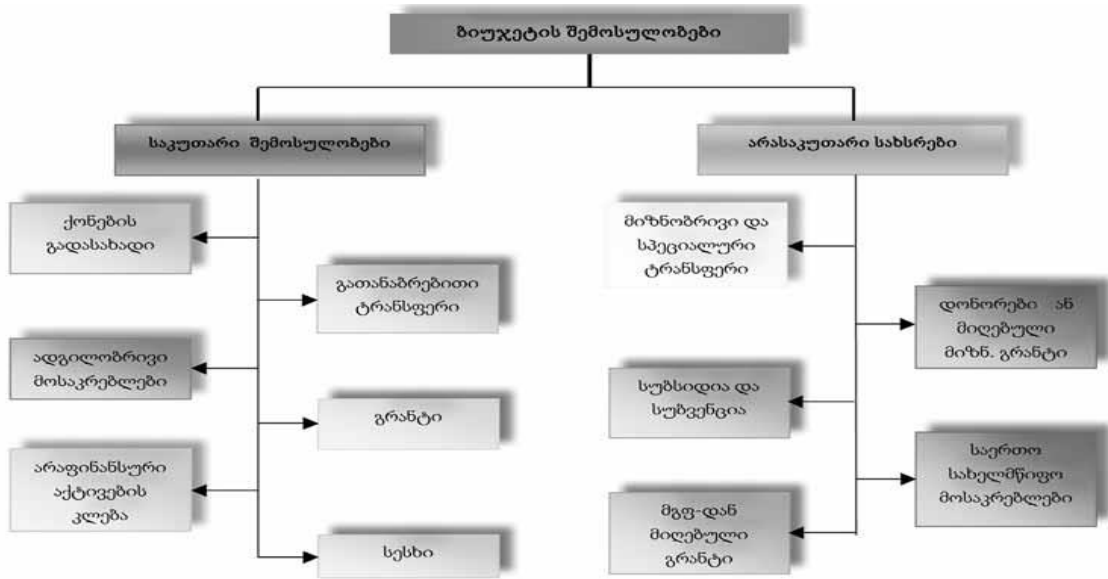 ბიუჯეტის შემოსულობები
საკუთარი შემოსულობები
ქონების
გადასახადი
გათანაბრებითი
ტრანსფერი
ადგილობრივი
მოსაკრებლები
გრანტი
არაფინანსური
აქტივების
კლება
სესხი
არასაკუთარი სახსრები
მიზნობრივი და
სპეციალური
ტრანსფერი
დონორები ან
მიღებული
მიზნ. გრანტი
სუბსიდია და
სუბვენცია
საერთო
სახელმწიფო
მოსაკრებლები
მგფ-დან
მიღებული
გრანტი